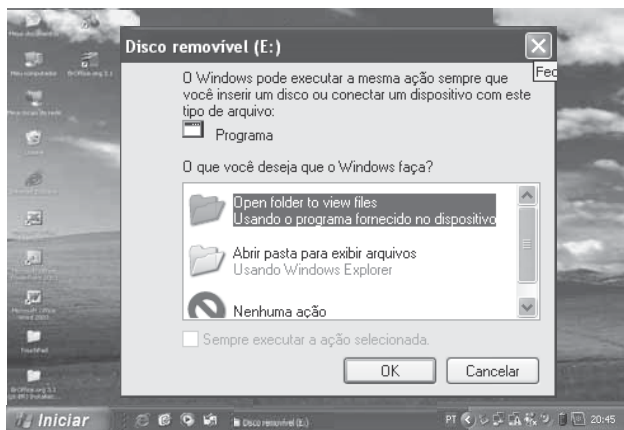 Disco removível (E:)
Fec
O Windows pode executar a mesma ação sempre que
você inserir um disco ou conectar um dispositivo com este
tipo de arquivo:
Programa
O que você deseja que o Windows faça?
Open folder to view files
Usando o programa fornecido no dispositivo
Abrir pasta para exibir arquivos
Usando Windows Explorer
Nenhuma ação
Sempre executar a ação selecionada.
OK
Cancelar
Iniciar
Disco removível (E:)
PT
20:45